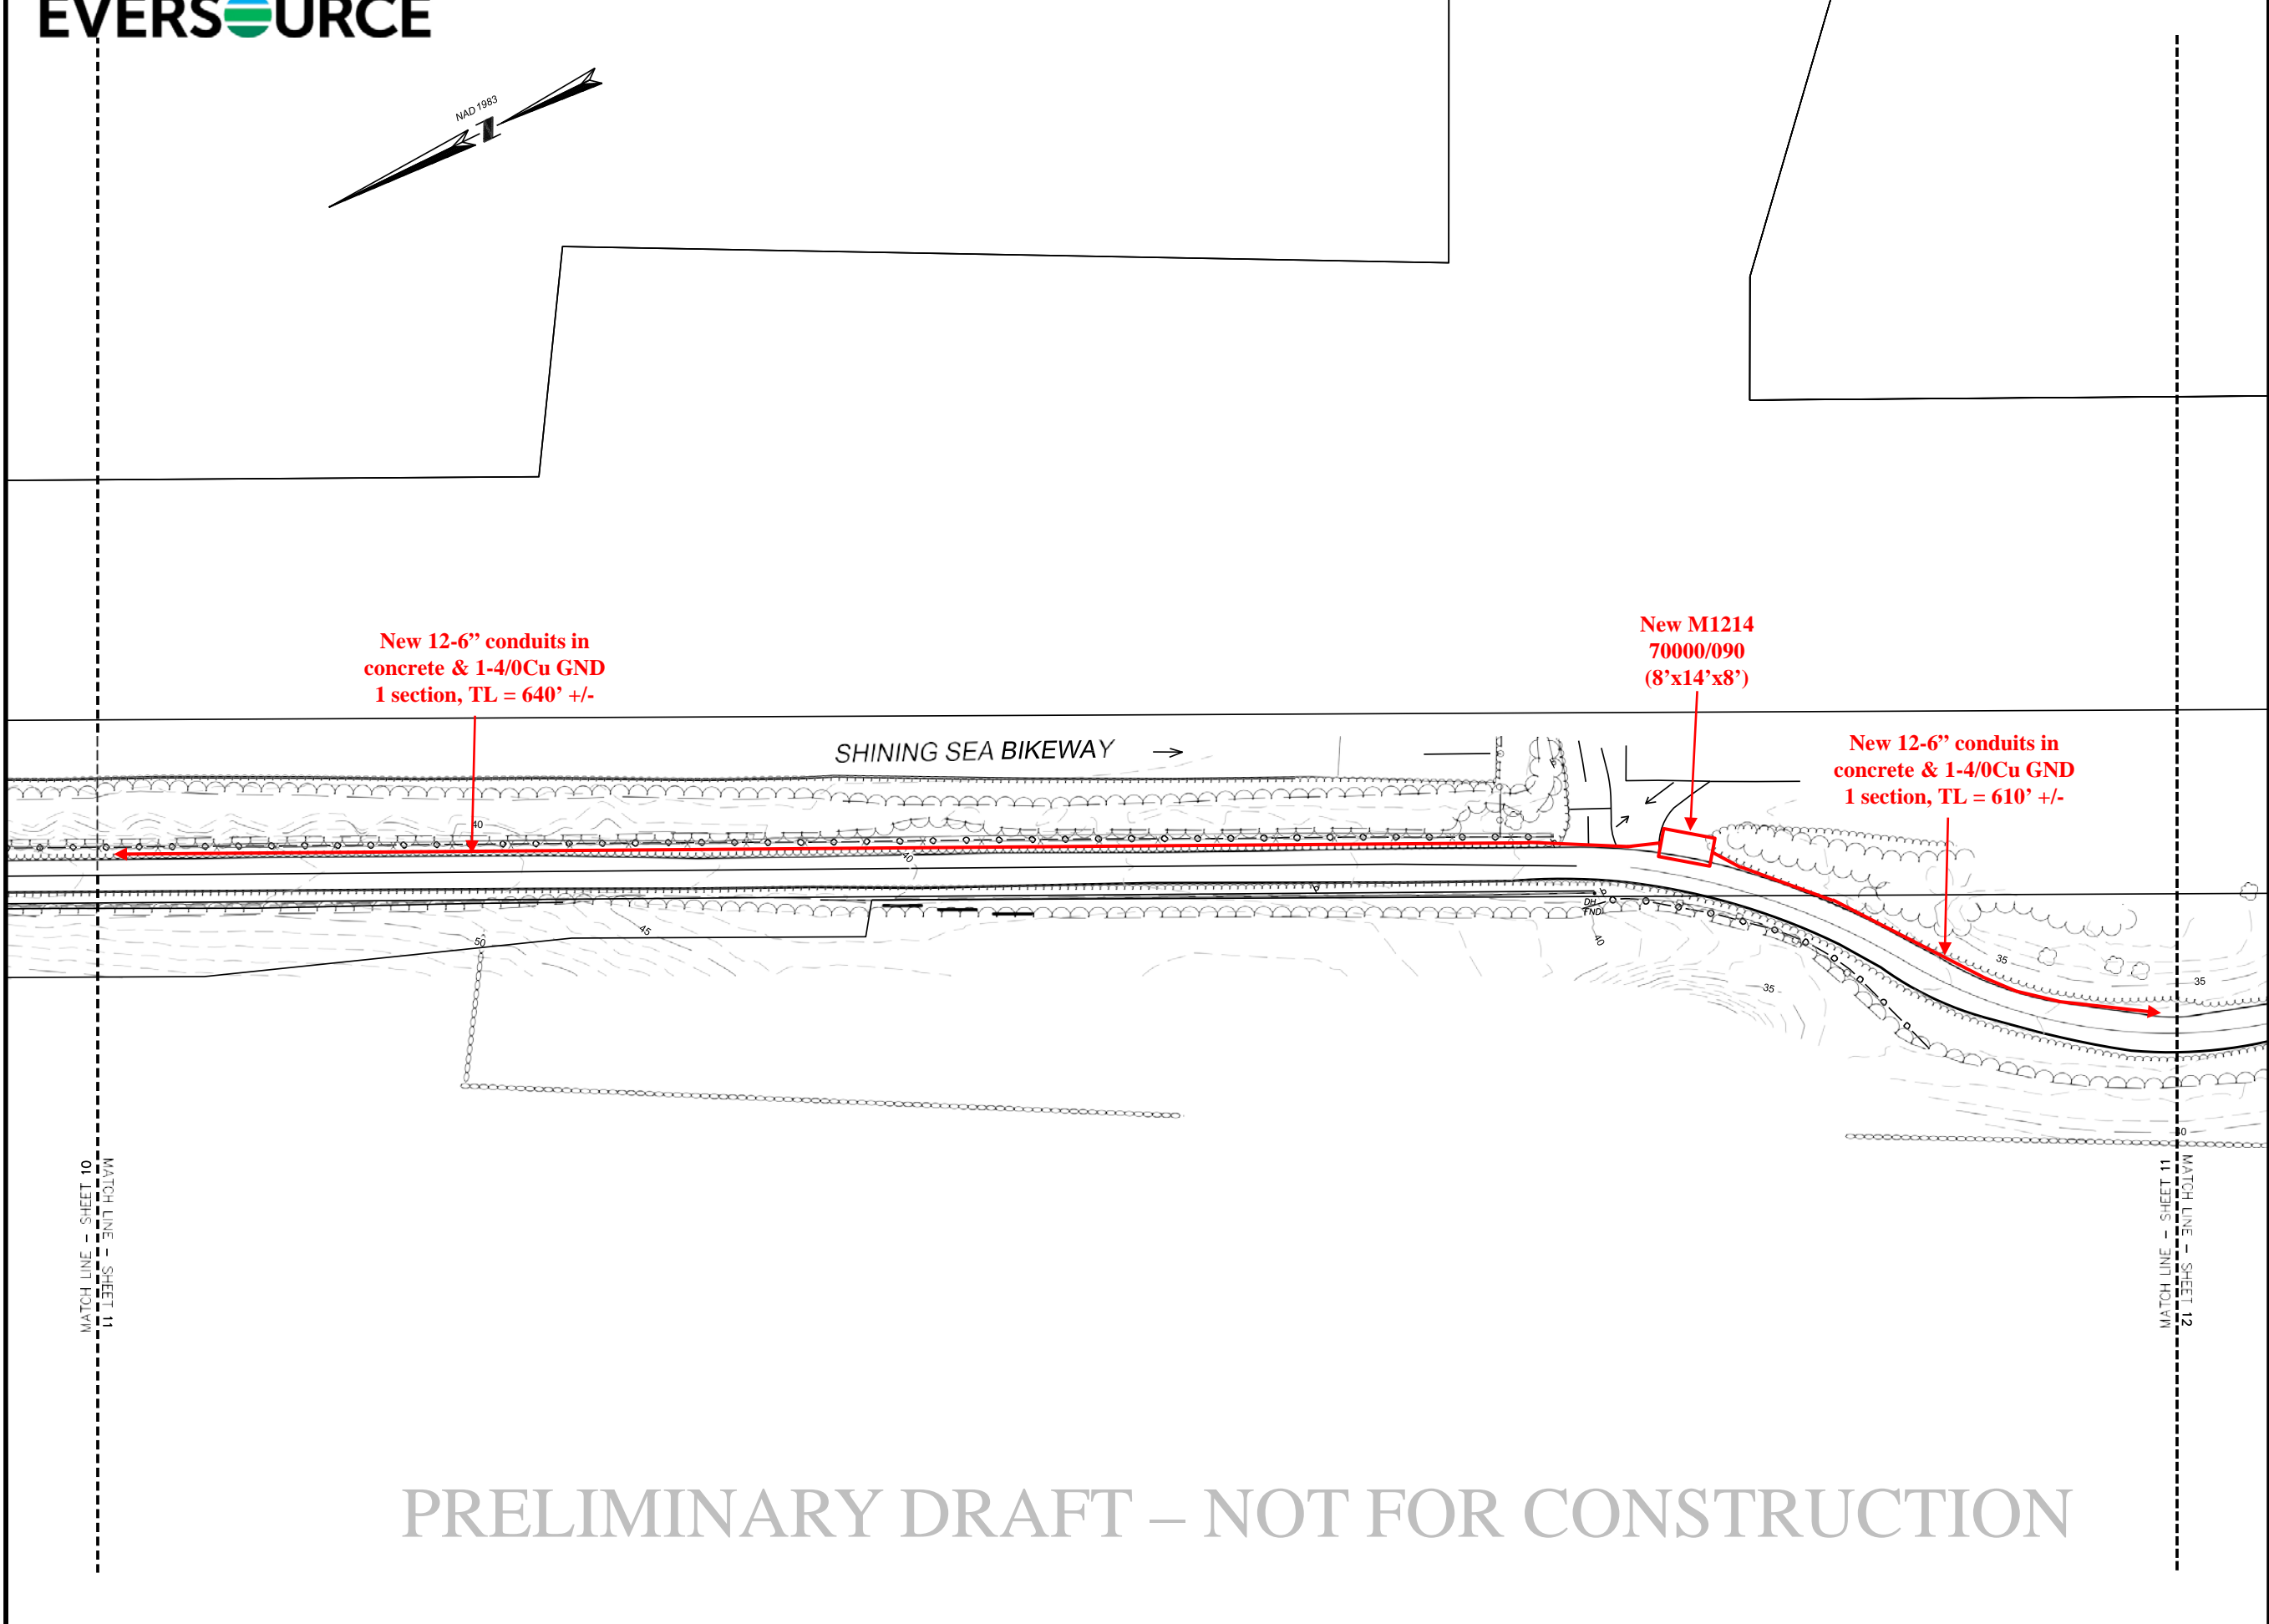 EVERSOURCE
NAD 1983
New 12-6” conduits in
concrete & 1-4/0Cu GND
1 section, TL = 640’ +/-
New M1214
70000/090
(8’x14’x8’)
New 12-6” conduits in
concrete & 1-4/0Cu GND
1 section, TL = 610’ +/-
SHINING SEA BIKEWAY
40
40
50
45
DH
FND
40
35
35
35
MATCH LINE – SHEET 10
MATCH LINE – SHEET 11
MATCH LINE – SHEET 11
MATCH LINE – SHEET 12
PRELIMINARY DRAFT – NOT FOR CONSTRUCTION